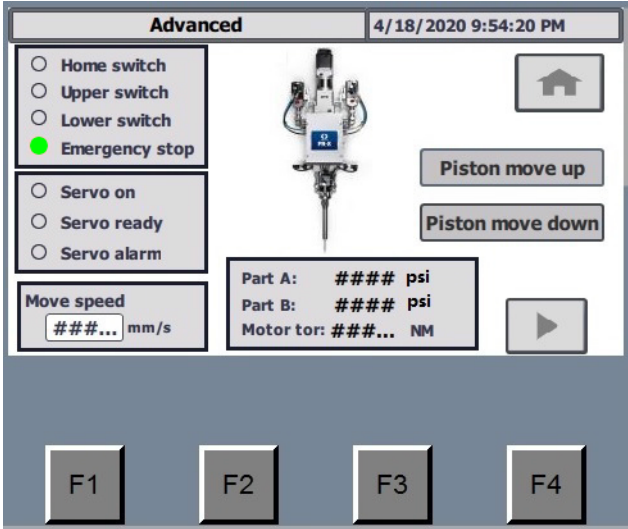 Advanced
4/18/2020 9:54:20 PM
Home switch
Upper switch
Lower switch
Emergency stop
Servo on
Servo ready
Servo alarm
Piston move up
Piston move down
Move speed
###... mm/s
Part A: #### psi
Part B: #### psi
Motor tor: ###... NM
PR-X
F1
F2
F3
F4